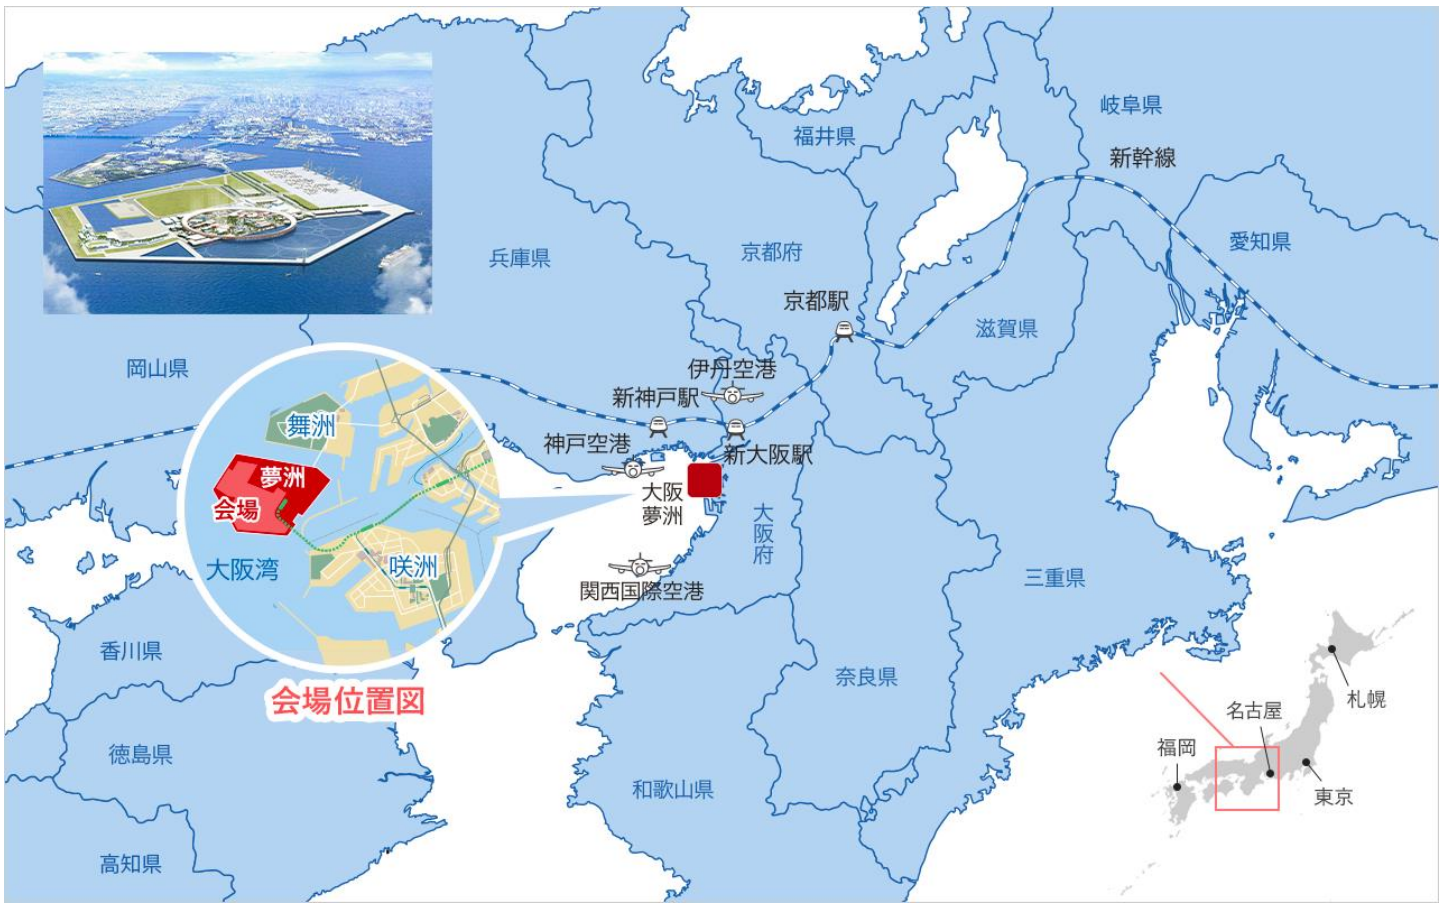 岐阜県
福井県
新幹線
愛知県
京都府
兵庫県
京都駅
滋賀県
岡山県
伊丹空港
新神戸駅
神戸空港
新大阪駅
大阪
夢洲
大阪府
関西国際空港
三重県
舞洲
夢洲
会場
大阪湾
咲洲
会場位置図
香川県
奈良県
徳島県
和歌山県
高知県
札幌
名古屋
福岡
東京